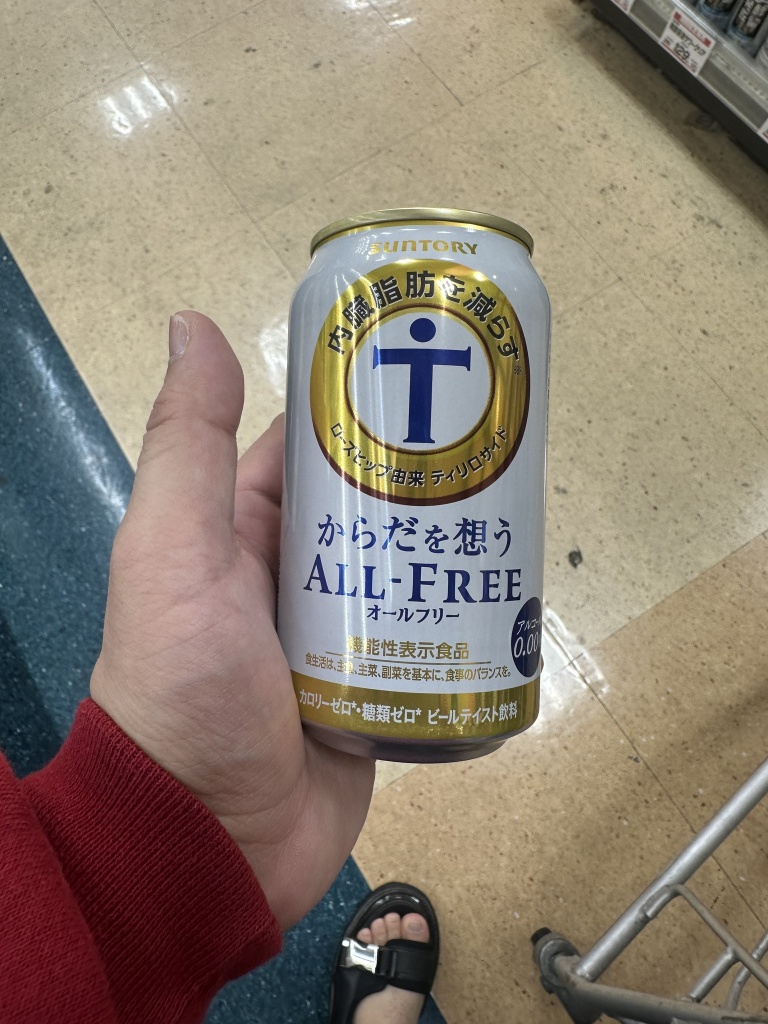 SUNTORY
内臓脂肪を減らす※
ローズヒップ由来 ティリロサイド
からだを想う
ALL-FREE
オールフリー
アルコール
0.00
機能性表示食品
食生活は、主食、主菜、副菜を基本に、食事のバランスを。
カロリーゼロ*・糖類ゼロ* ビールテイスト飲料
129